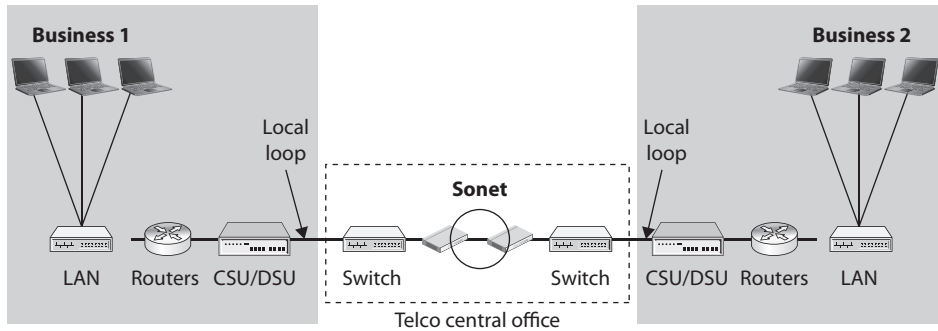 Business 1
Business 2
Local
loop
Local
loop
Sonet
LAN
Routers
CSU/DSU
Switch
Switch
CSU/DSU
Routers
LAN
Telco central office